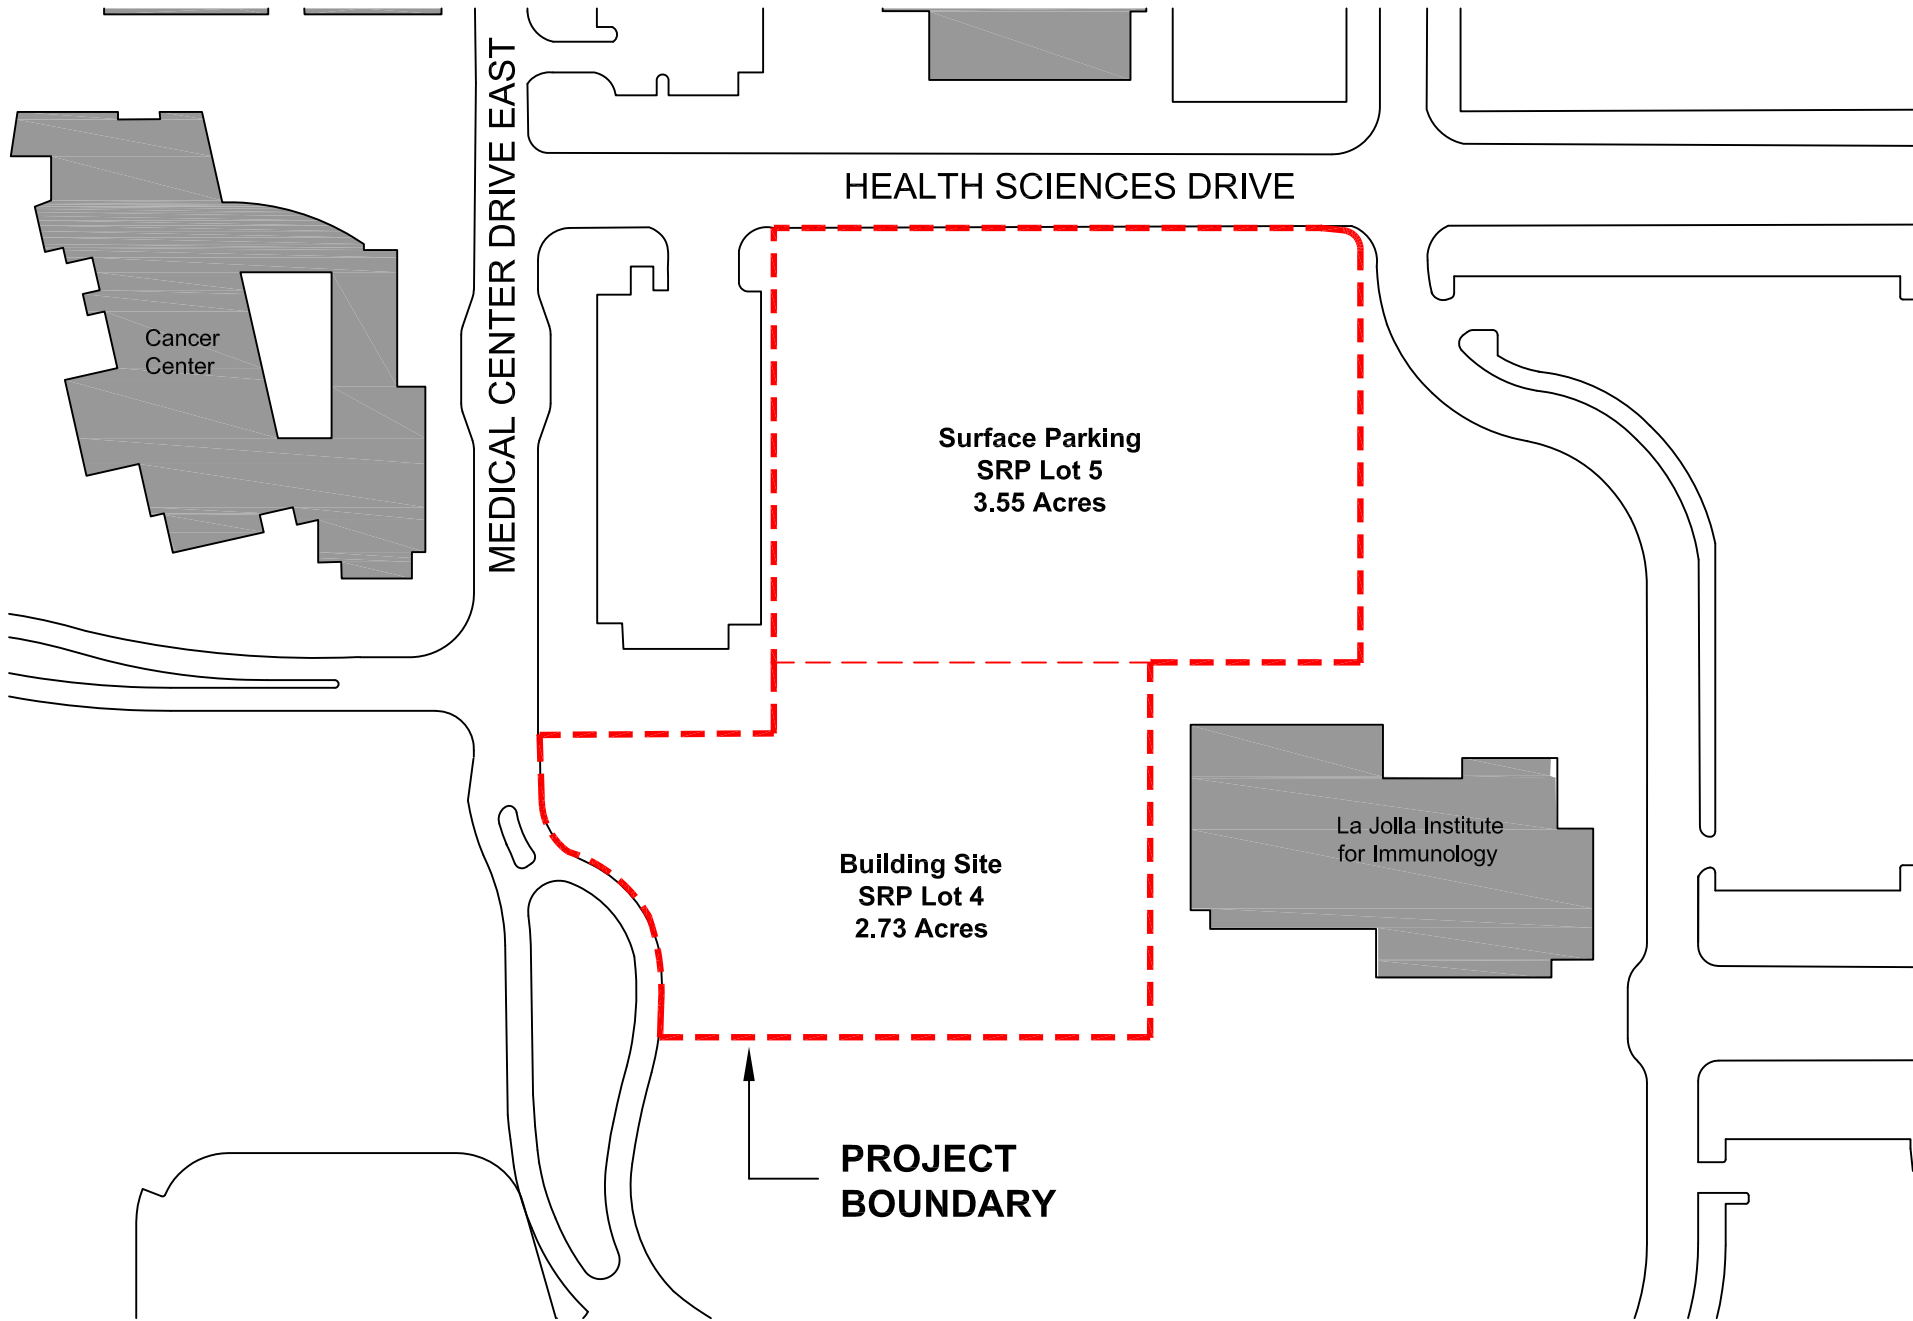 MEDICAL CENTER DRIVE EAST
HEALTH SCIENCES DRIVE
Cancer
Center
Surface Parking
SRP Lot 5
3.55 Acres
La Jolla Institute
for Immunology
Building Site
SRP Lot 4
2.73 Acres
PROJECT
BOUNDARY